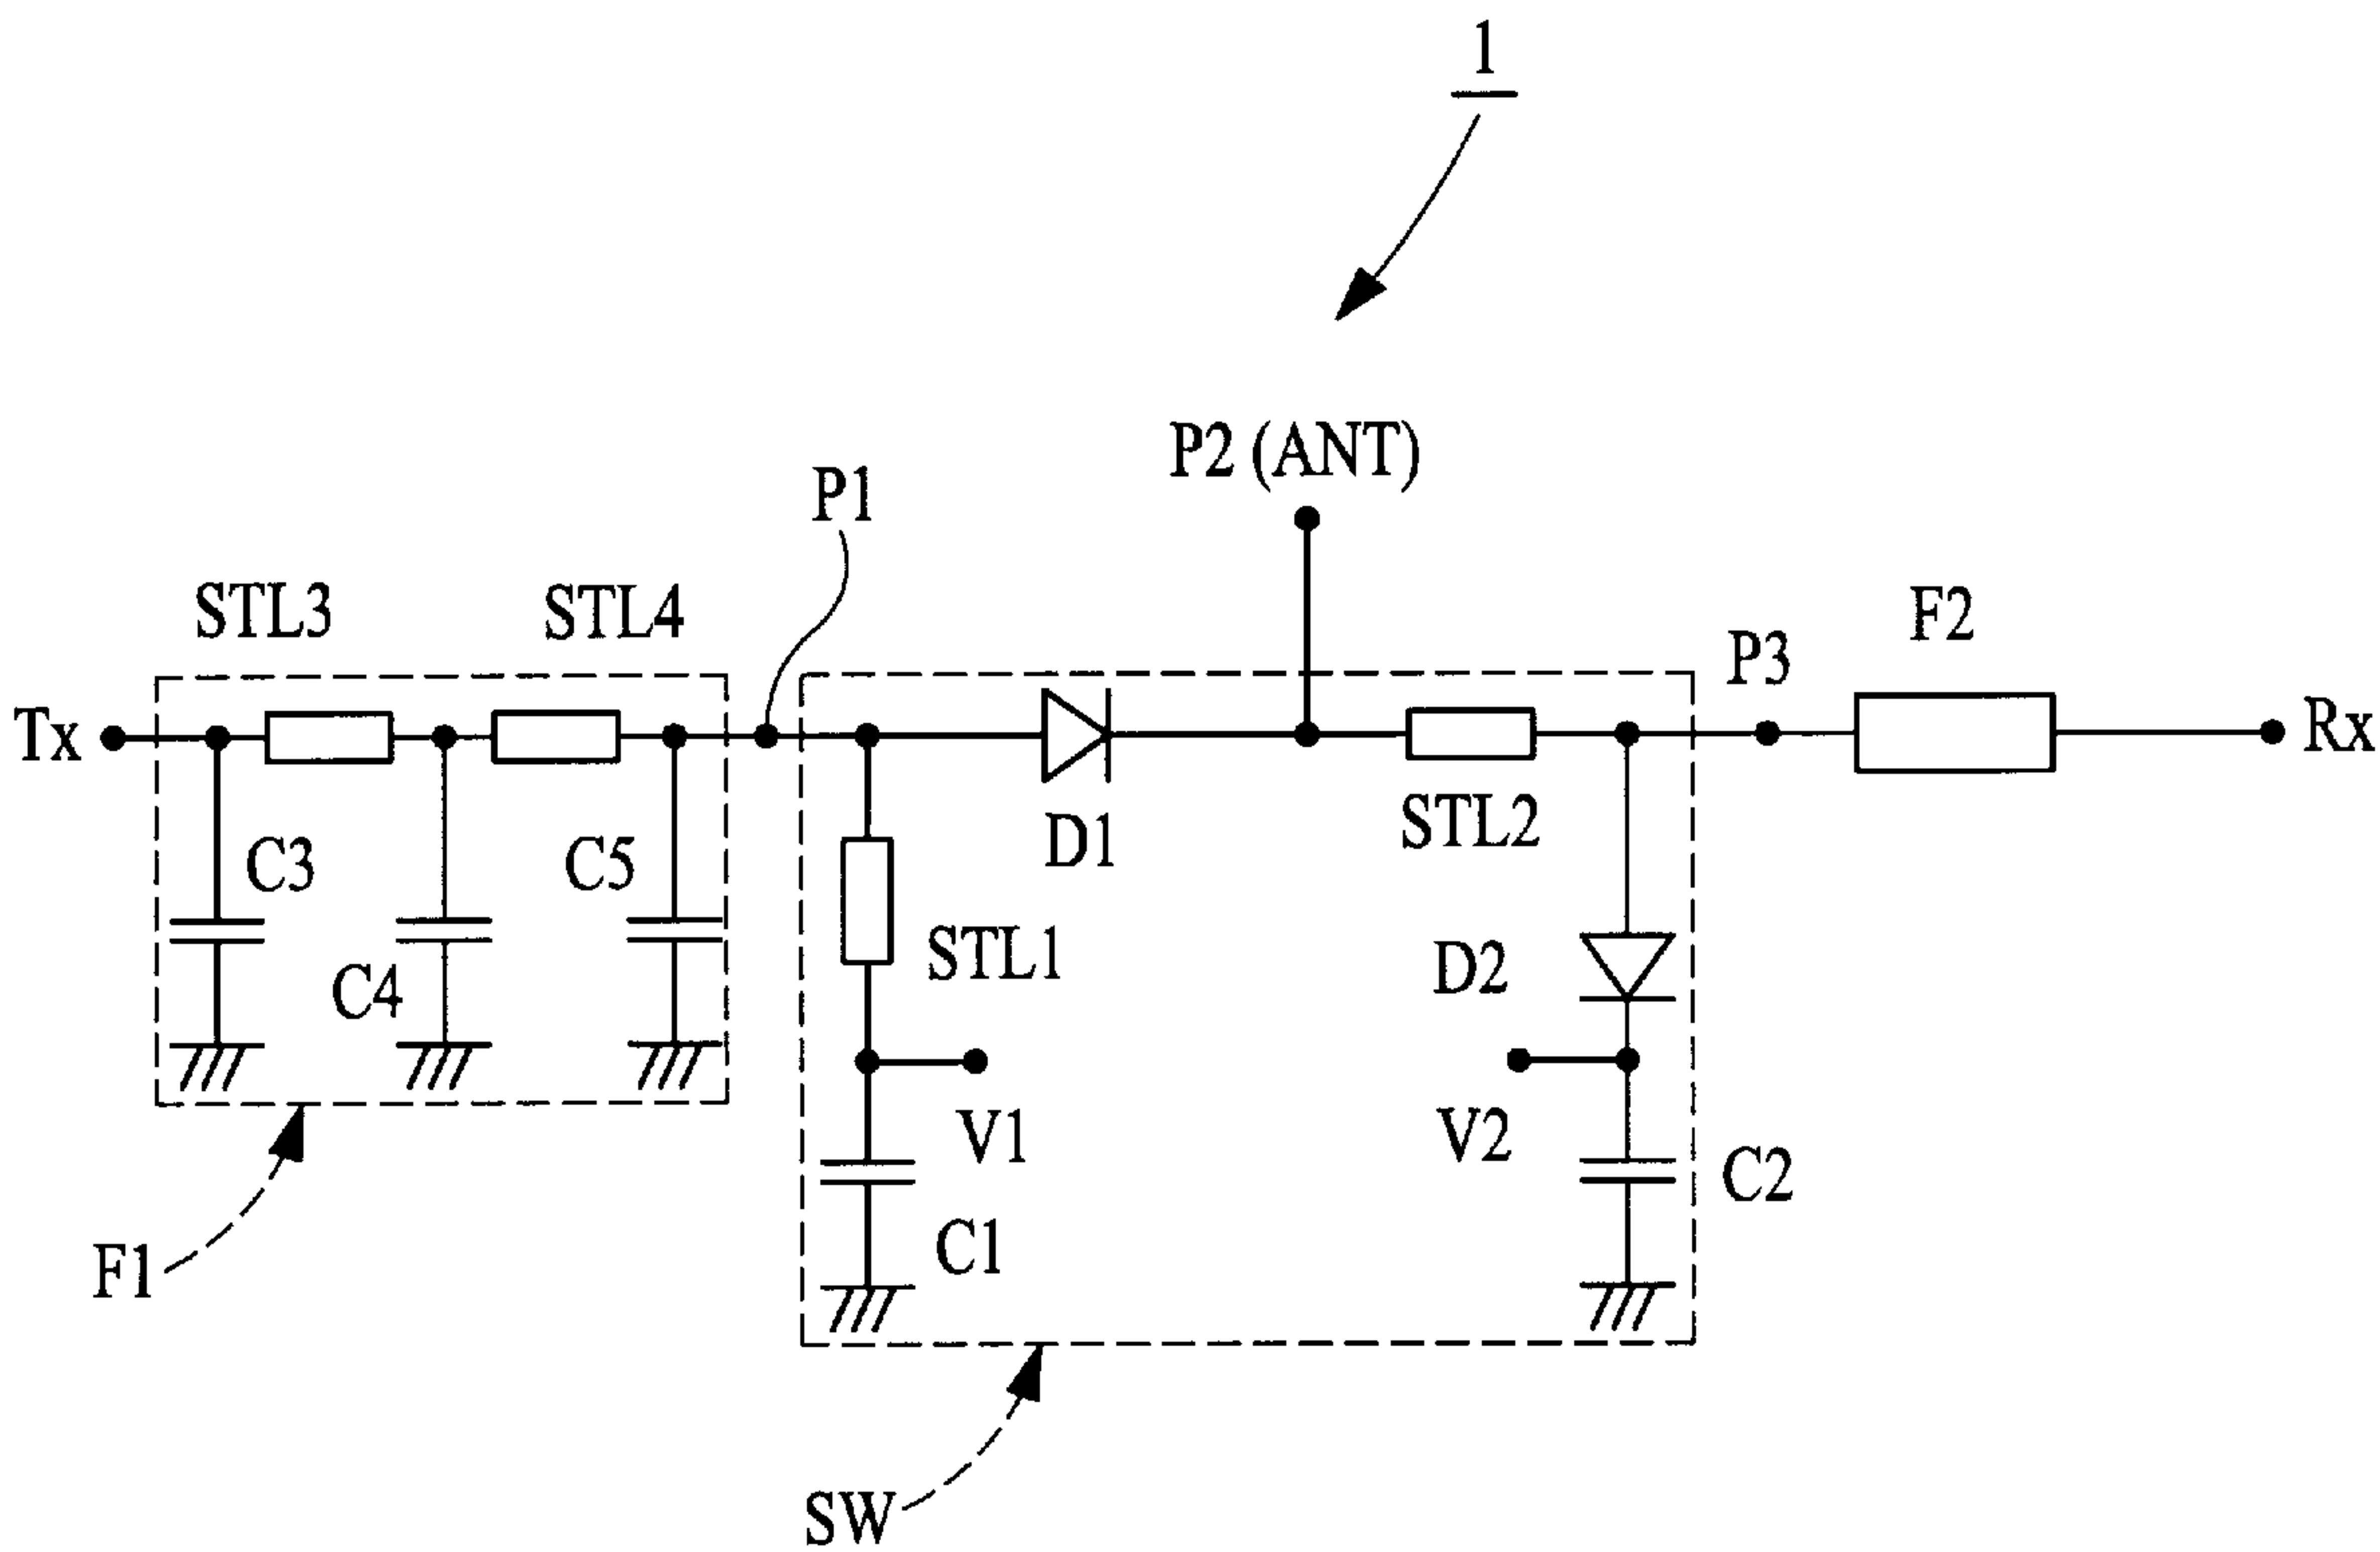 1
P2 (ANT)
P1
STL3
STL4
F2
P3
Tx
Rx
D1
STL2
C3
C5
STL1
D2
C4
V1
V2
C2
C1
F1
SW